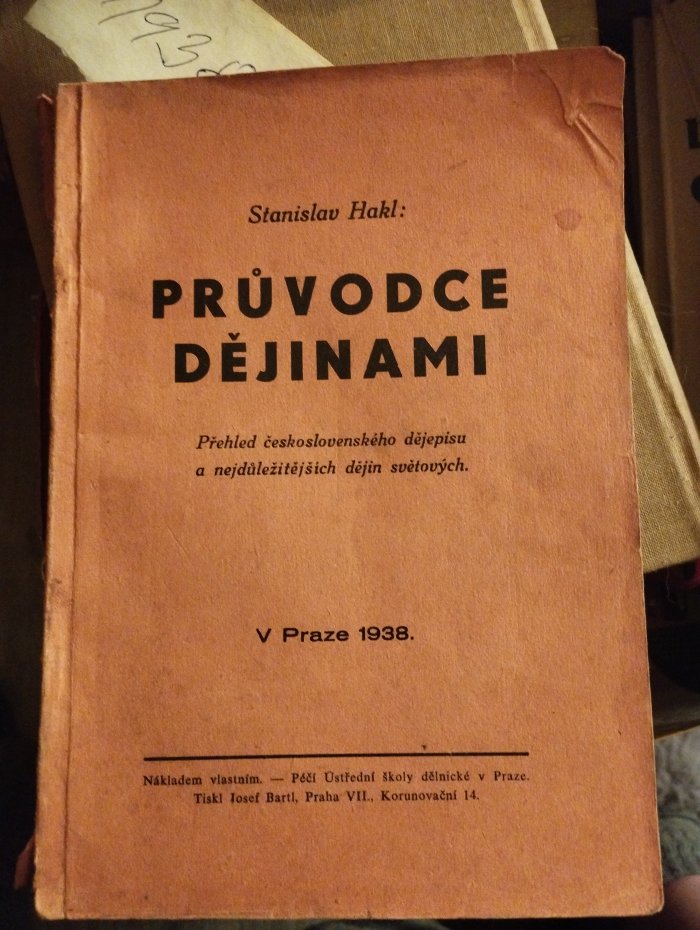 1938
Stanislav Hakl:
PRŮVODCE
DĚJINAMI
Přehled československého dějepisu
a nejdůležitějších dějin světových.
V Praze 1938.
Nákladem vlastním. — Péčí Ústřední školy dělnické v Praze.
Tiskl Josef Bartl, Praha VII., Korunovační 14.